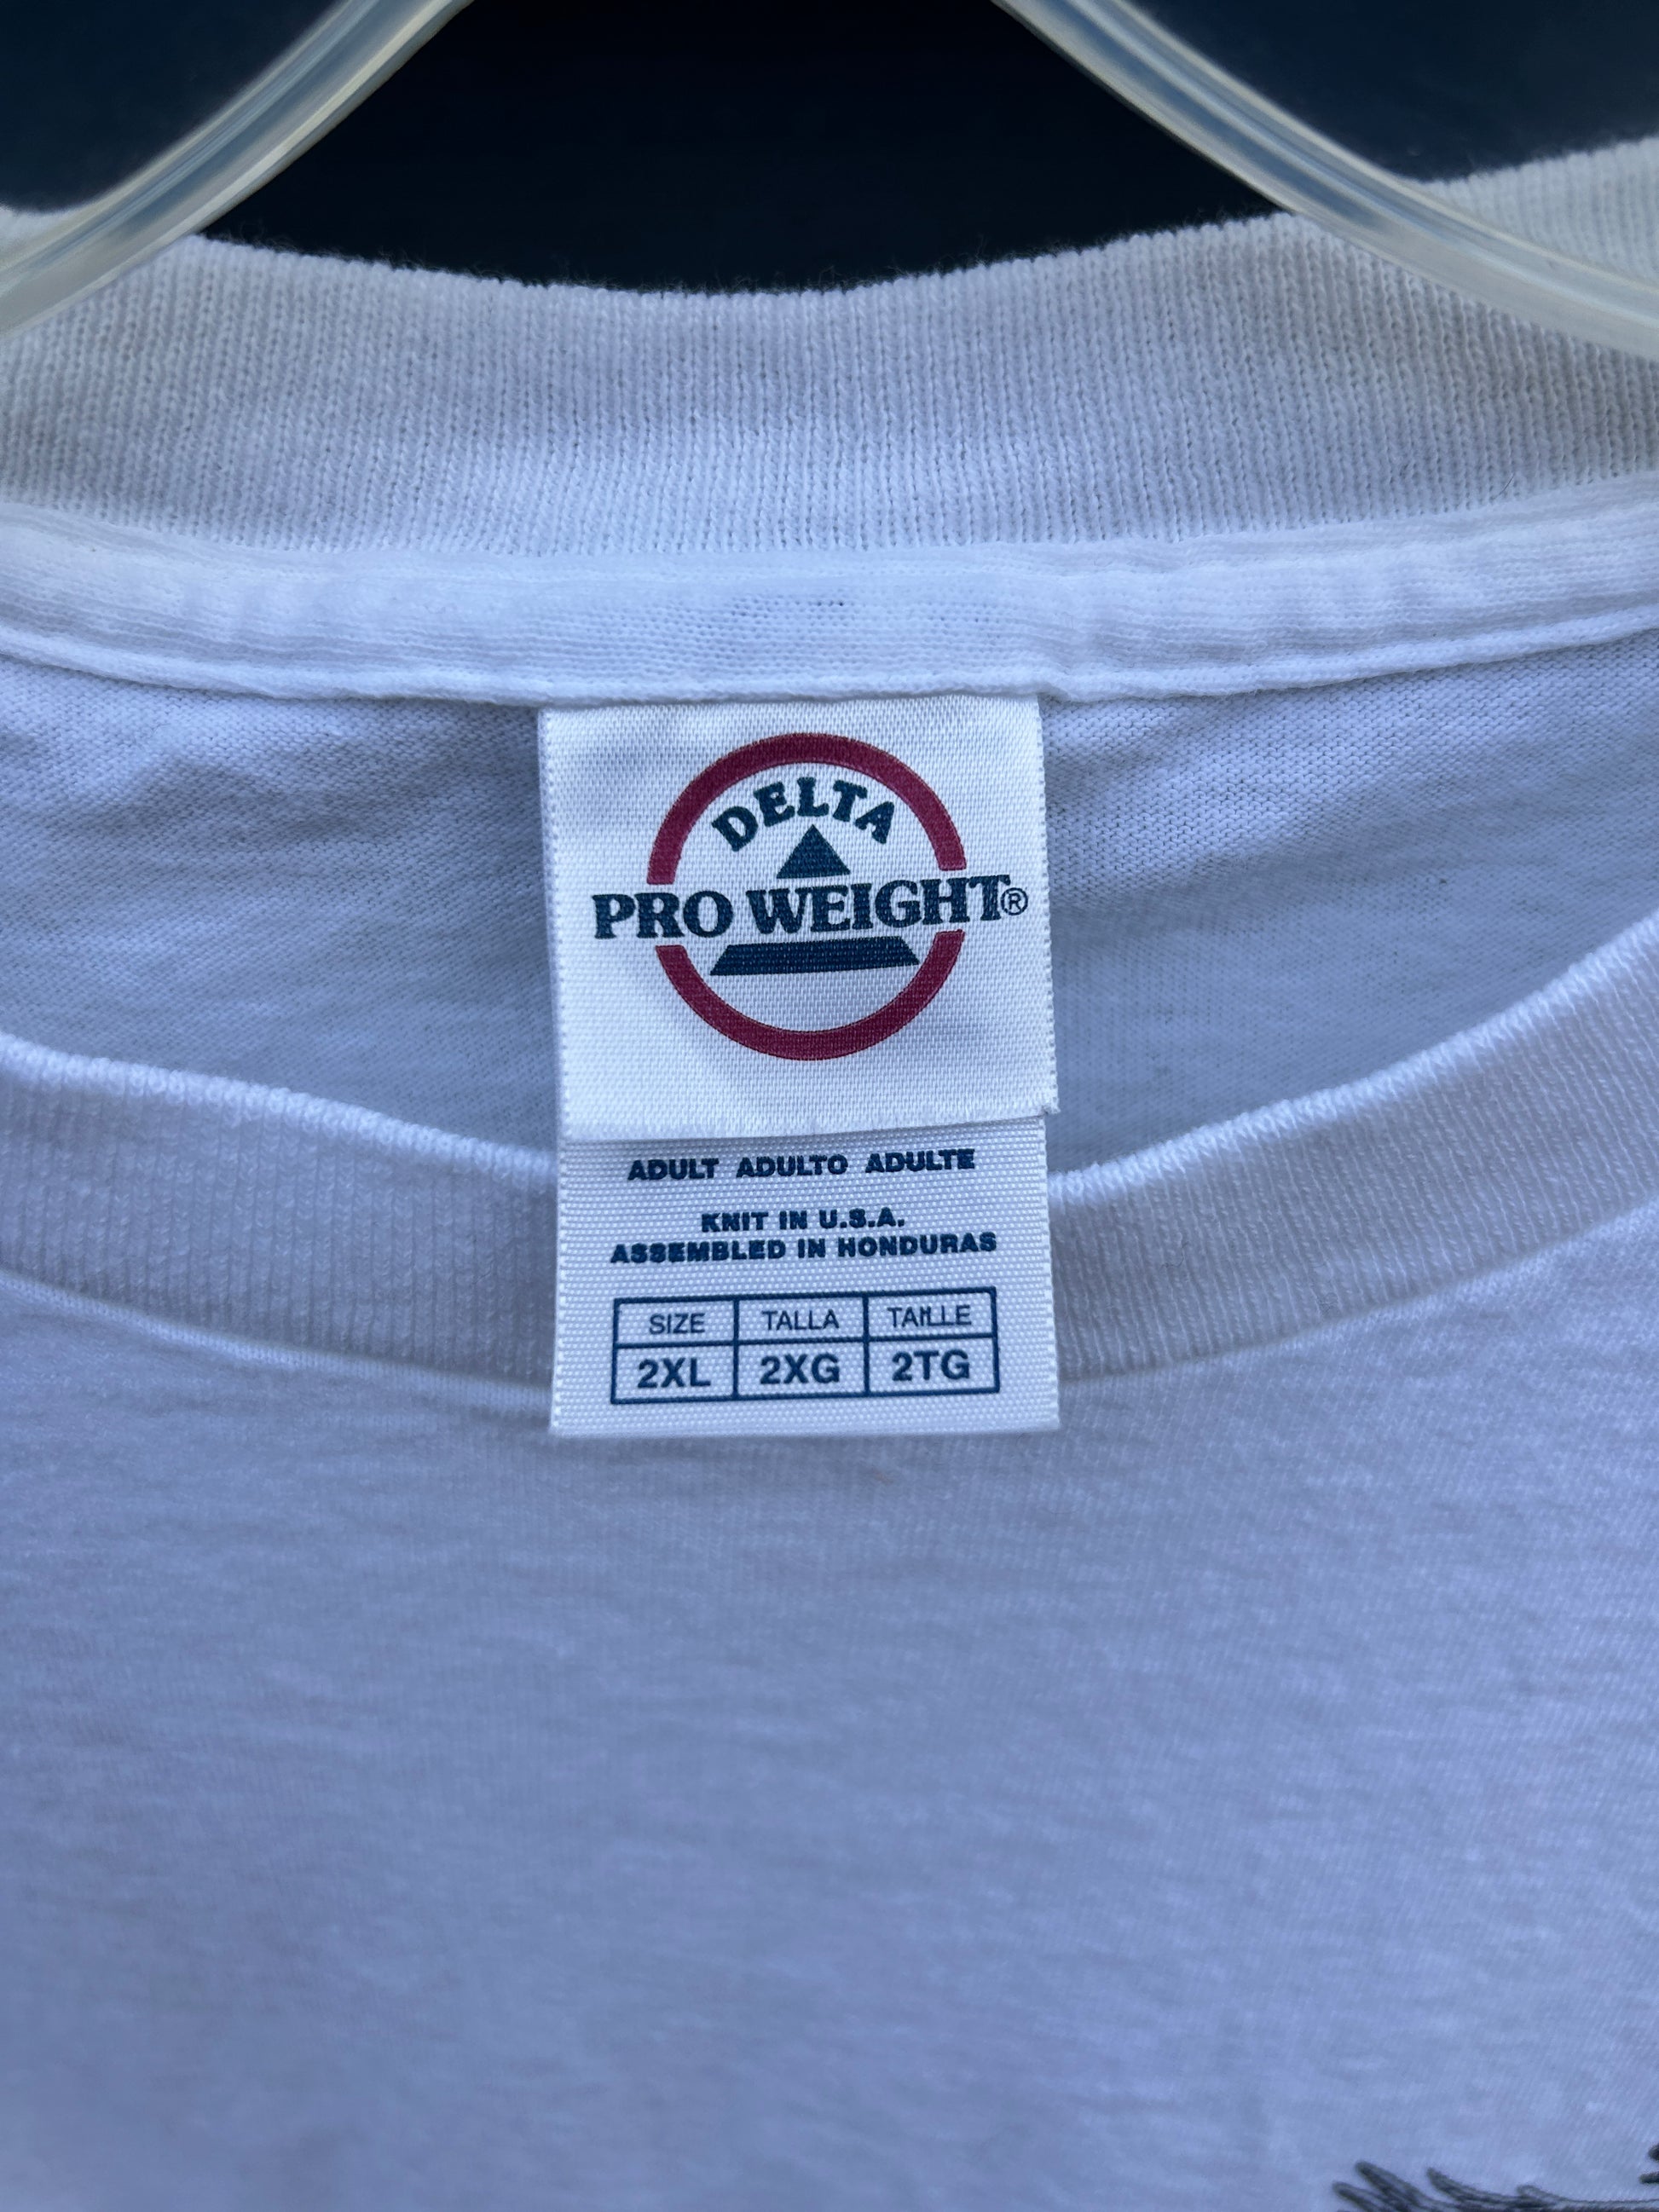 DELTA
PRO WEIGHT®
ADULT ADULTO ADULTE
KNIT IN U.S.A.
ASSEMBLED IN HONDURAS
SIZE TALLA TAILLE
2XL 2XG 2TG